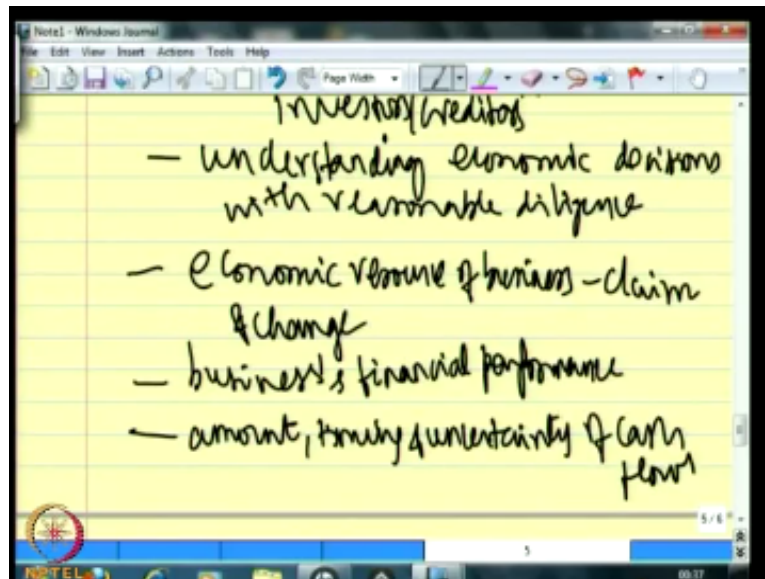 Note1 - Windows Journal
File Edit View Insert Actions Tools Help
Page Width
Investors/Creditors
— understanding economic decisions
with reasonable diligence
— economic resource of business - claim
& change
— business's financial performance
— amount, timing & uncertainty of cash
flows
5/6
5
NPTEL
00:37